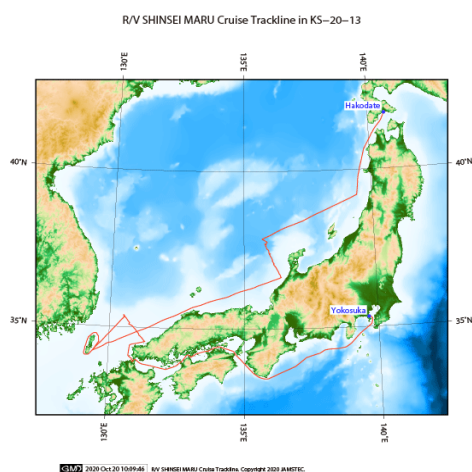 R/V SHINSEI MARU Cruise Trackline in KS−20−13
130˚E
135˚E
140˚E
Hakodate
40˚N
40˚N
Yokosuka
35˚N
35˚N
130˚E
135˚E
140˚E
GMD 2020 Oct 20 10:09:46 R/V SHINSEI MARU Cruise Trackline. Copyright 2020 JAMSTEC.